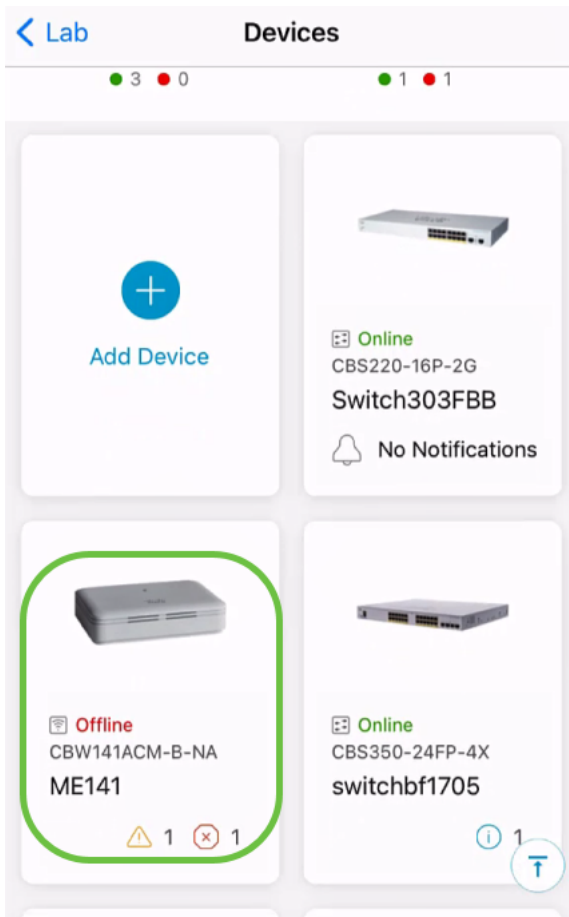 Lab
Devices
3 0
1 1
Add Device
Online
CBS220-16P-2G
Switch303FBB
No Notifications
Offline
CBW141ACM-B-NA
ME141
1 1
Online
CBS350-24FP-4X
switchbf1705
1